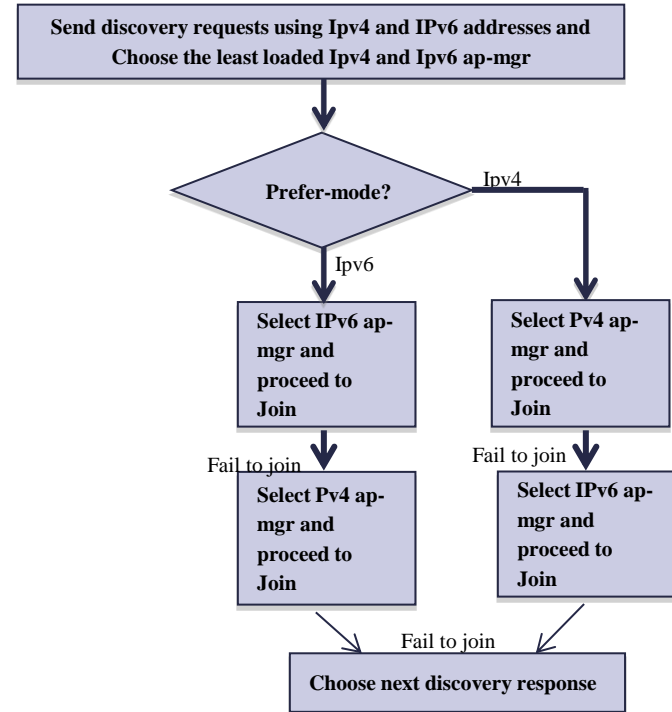 Send discovery requests using Ipv4 and IPv6 addresses and
Choose the least loaded Ipv4 and Ipv6 ap-mgr
Prefer-mode?
Ipv4
Ipv6
Select IPv6 ap-
mgr and
proceed to
Join
Select Pv4 ap-
mgr and
proceed to
Join
Fail to join
Fail to join
Select Pv4 ap-
mgr and
proceed to
Join
Select IPv6 ap-
mgr and
proceed to
Join
Fail to join
Choose next discovery response